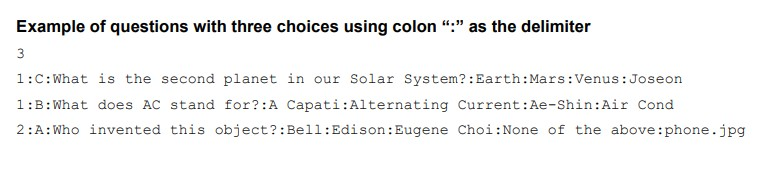 Example of questions with three choices using colon “:” as the delimiter
3
1:C:What is the second planet in our Solar System?:Earth:Mars:Venus:Joseon
1:B:What does AC stand for?:A Capati:Alternating Current:Ae-Shin:Air Cond
2:A:Who invented this object?:Bell:Edison:Eugene Choi:None of the above:phone.jpg